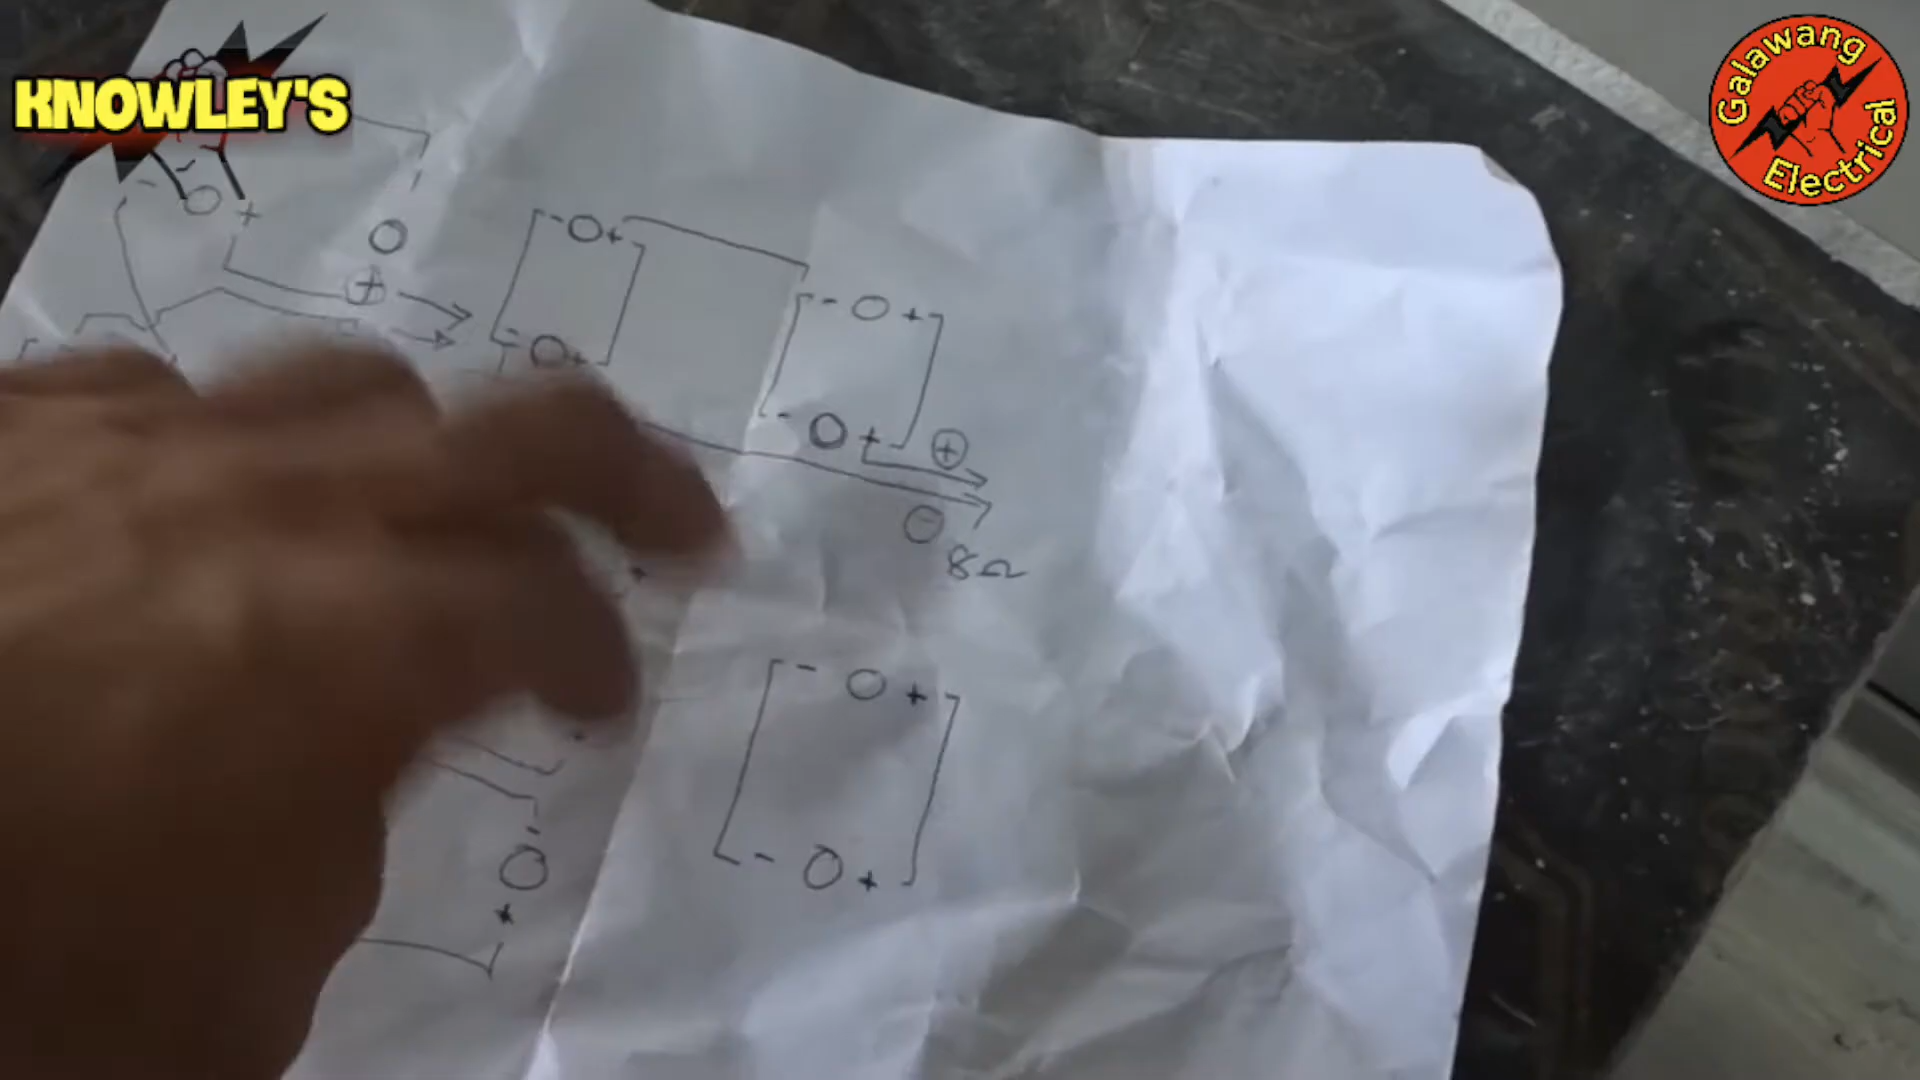 KNOWLEY'S
Galawang
Electrical
- O +
O
+
- O +
- O +
- O +
- O +
+
-
8Ω
+
- O +
- O +
-
O
+